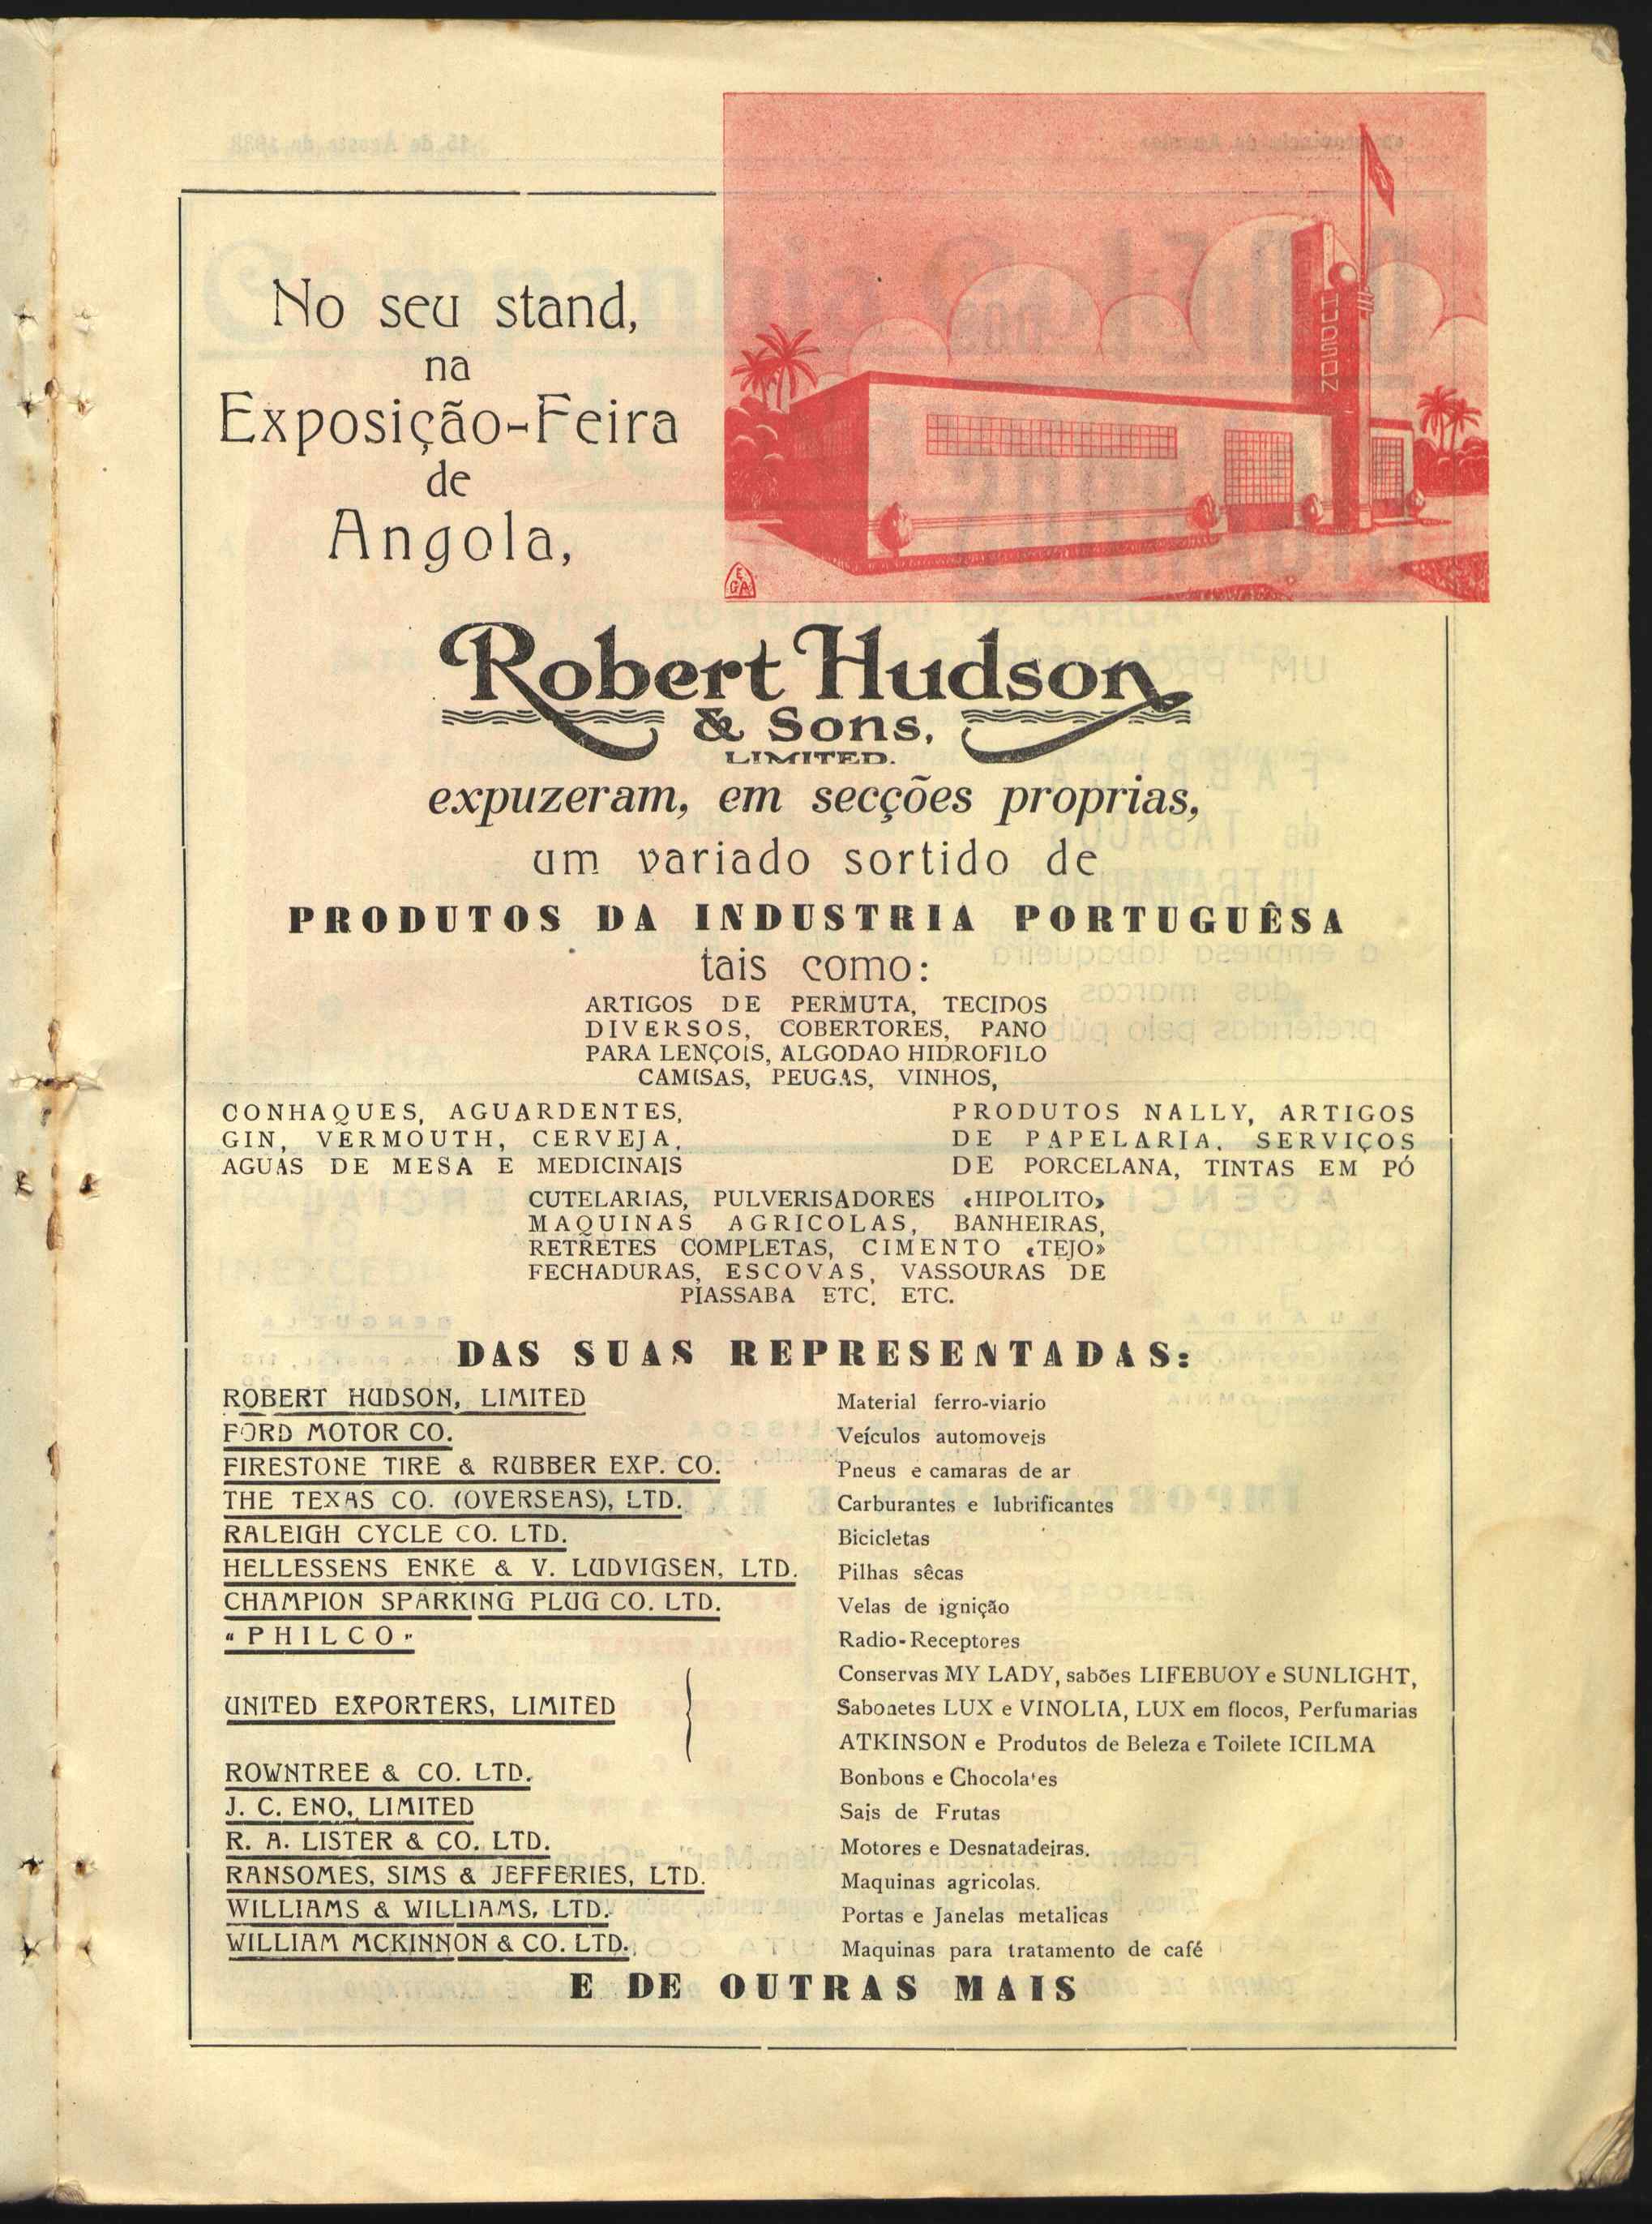 No seu stand,
na
Exposição-Feira
de
Angola,
HUDSON
EGA
Robert Hudson
& Sons,
LIMITED.
expuzeram, em secções proprias,
um variado sortido de
PRODUTOS DA INDUSTRIA PORTUGUÊSA
tais como:
ARTIGOS DE PERMUTA, TECIDOS
DIVERSOS, COBERTORES, PANO
PARA LENÇOIS, ALGODAO HIDROFILO
CAMISAS, PEUGAS, VINHOS,
CONHAQUES, AGUARDENTES,
GIN, VERMOUTH, CERVEJA,
AGUAS DE MESA E MEDICINAIS
PRODUTOS NALLY, ARTIGOS
DE PAPELARIA, SERVIÇOS
DE PORCELANA, TINTAS EM PÓ
CUTELARIAS, PULVERISADORES «HIPOLITO»
MAQUINAS AGRICOLAS, BANHEIRAS,
RETRETES COMPLETAS, CIMENTO «TEJO»
FECHADURAS, ESCOVAS, VASSOURAS DE
PIASSABA ETC, ETC.
DAS SUAS REPRESENTADAS:
ROBERT HUDSON, LIMITED Material ferro-viario
FORD MOTOR CO. Veículos automoveis
FIRESTONE TIRE & RUBBER EXP. CO. Pneus e camaras de ar
THE TEXAS CO. (OVERSEAS), LTD. Carburantes e lubrificantes
RALEIGH CYCLE CO. LTD. Bicicletas
HELLESSENS ENKE & V. LUDVIGSEN, LTD. Pilhas sêcas
CHAMPION SPARKING PLUG CO. LTD. Velas de ignição
"PHILCO" Radio-Receptores
Conservas MY LADY, sabões LIFEBUOY e SUNLIGHT,
UNITED EXPORTERS, LIMITED Sabonetes LUX e VINOLIA, LUX em flocos, Perfumarias
ATKINSON e Produtos de Beleza e Toilete ICILMA
ROWNTREE & CO. LTD. Bonbons e Chocolates
J. C. ENO, LIMITED Sais de Frutas
R. A. LISTER & CO. LTD. Motores e Desnatadeiras.
RANSOMES, SIMS & JEFFERIES, LTD. Maquinas agricolas.
WILLIAMS & WILLIAMS, LTD. Portas e Janelas metalicas
WILLIAM MCKINNON & CO. LTD. Maquinas para tratamento de café
E DE OUTRAS MAIS